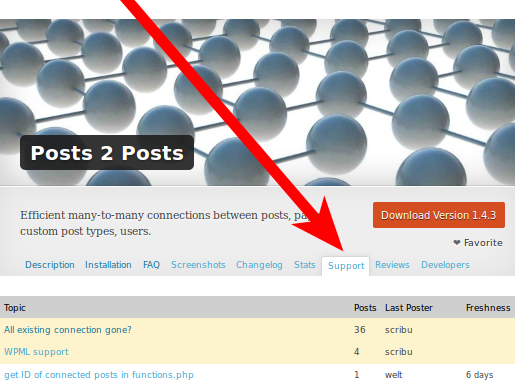 Posts 2 Posts
Efficient many-to-many connections between posts, pa
custom post types, users.
Download Version 1.4.3
❤ Favorite
Description Installation FAQ Screenshots Changelog Stats Support Reviews Developers
Topic Posts Last Poster Freshness
All existing connection gone? 36 scribu
WPML support 4 scribu
get ID of connected posts in functions.php 1 welt 6 days